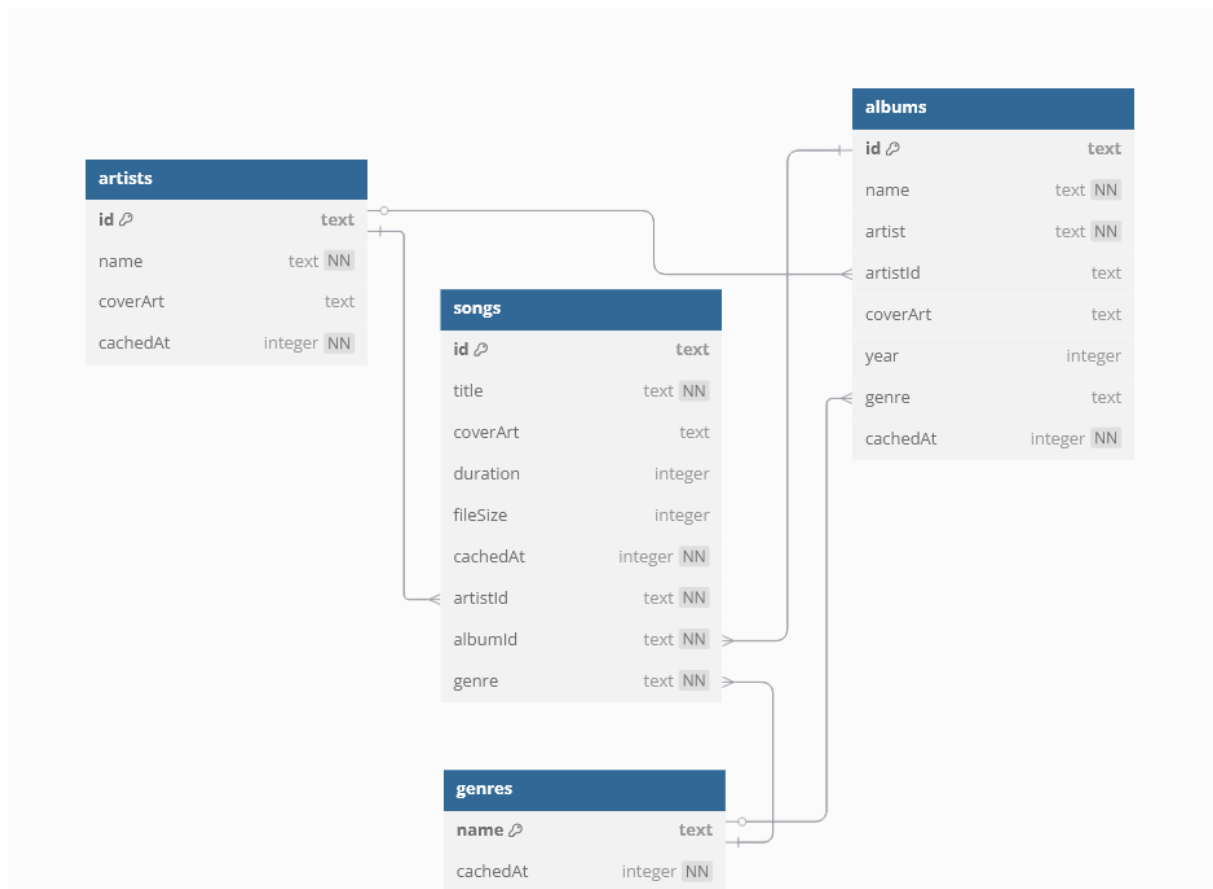 artists
id text
name text NN
coverArt text
cachedAt integer NN
albums
id text
name text NN
artist text NN
artistId text
coverArt text
year integer
genre text
cachedAt integer NN
songs
id text
title text NN
coverArt text
duration integer
fileSize integer
cachedAt integer NN
artistId text NN
albumId text NN
genre text NN
genres
name text
cachedAt integer NN